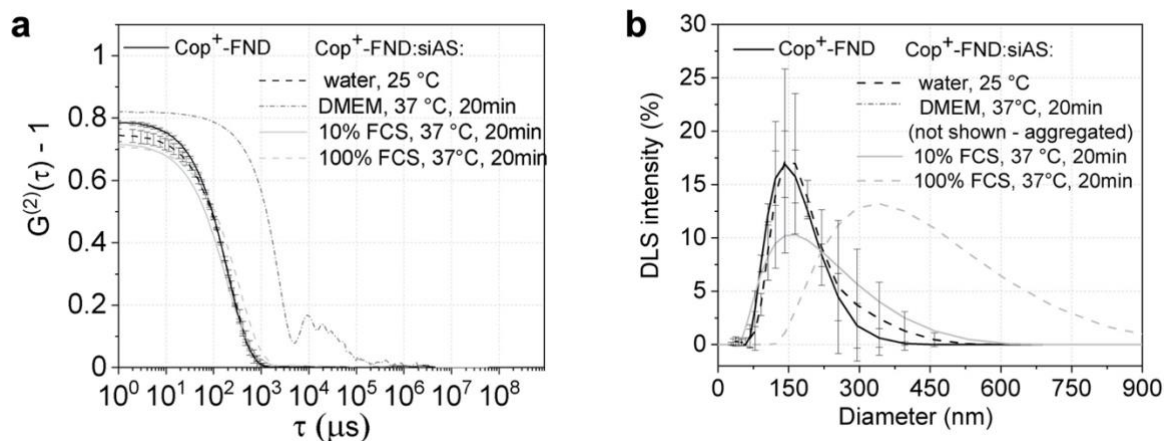 a
Cop⁺-FND
Cop⁺-FND:siAS:
water, 25 °C
DMEM, 37 °C, 20min
10% FCS, 37 °C, 20min
100% FCS, 37°C, 20min
1
0.8
0.6
0.4
0.2
0
G⁽²⁾(τ) - 1
10⁰ 10¹ 10² 10³ 10⁴ 10⁵ 10⁶ 10⁷ 10⁸
τ (μs)
b
Cop⁺-FND
Cop⁺-FND:siAS:
water, 25 °C
DMEM, 37°C, 20min
(not shown - aggregated)
10% FCS, 37 °C, 20min
100% FCS, 37°C, 20min
30
25
20
15
10
5
0
DLS intensity (%)
0 150 300 450 600 750 900
Diameter (nm)